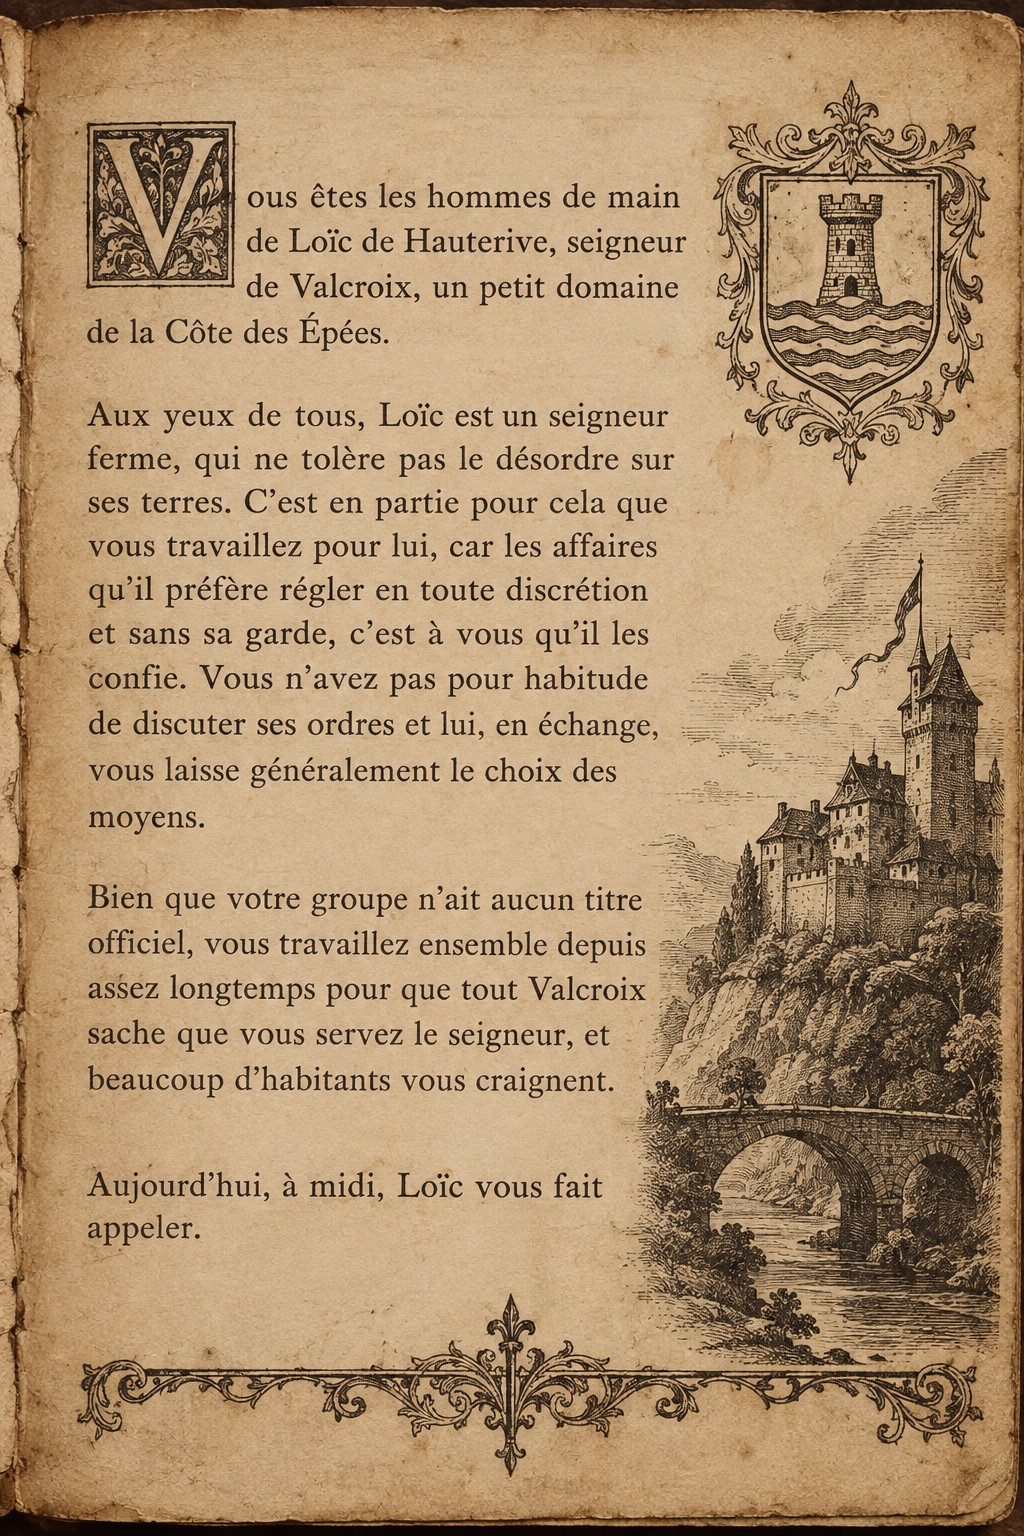 Vous êtes les hommes de main
de Loïc de Hauterive, seigneur
de Valcroix, un petit domaine
de la Côte des Épées.
Aux yeux de tous, Loïc est un seigneur
ferme, qui ne tolère pas le désordre sur
ses terres. C’est en partie pour cela que
vous travaillez pour lui, car les affaires
qu’il préfère régler en toute discrétion
et sans sa garde, c’est à vous qu’il les
confie. Vous n’avez pas pour habitude
de discuter ses ordres et lui, en échange,
vous laisse généralement le choix des
moyens.
Bien que votre groupe n’ait aucun titre
officiel, vous travaillez ensemble depuis
assez longtemps pour que tout Valcroix
sache que vous servez le seigneur, et
beaucoup d’habitants vous craignent.
Aujourd’hui, à midi, Loïc vous fait
appeler.